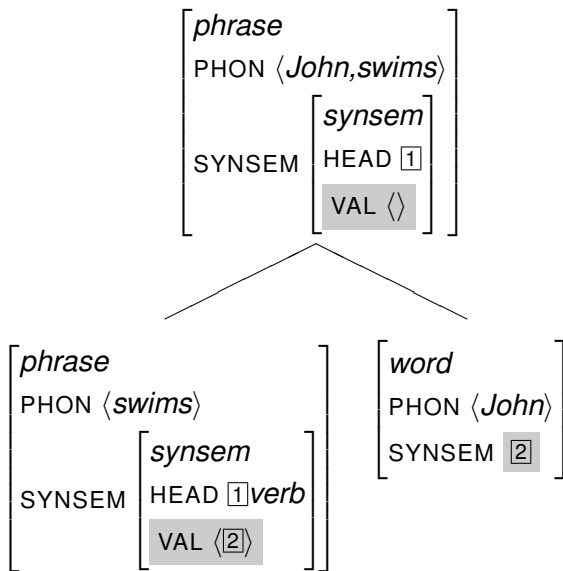 phrase
PHON ⟨John,swims⟩
SYNSEM
synsem
HEAD 1
VAL ⟨⟩
phrase
PHON ⟨swims⟩
SYNSEM
synsem
HEAD 1 verb
VAL ⟨2⟩
word
PHON ⟨John⟩
SYNSEM 2